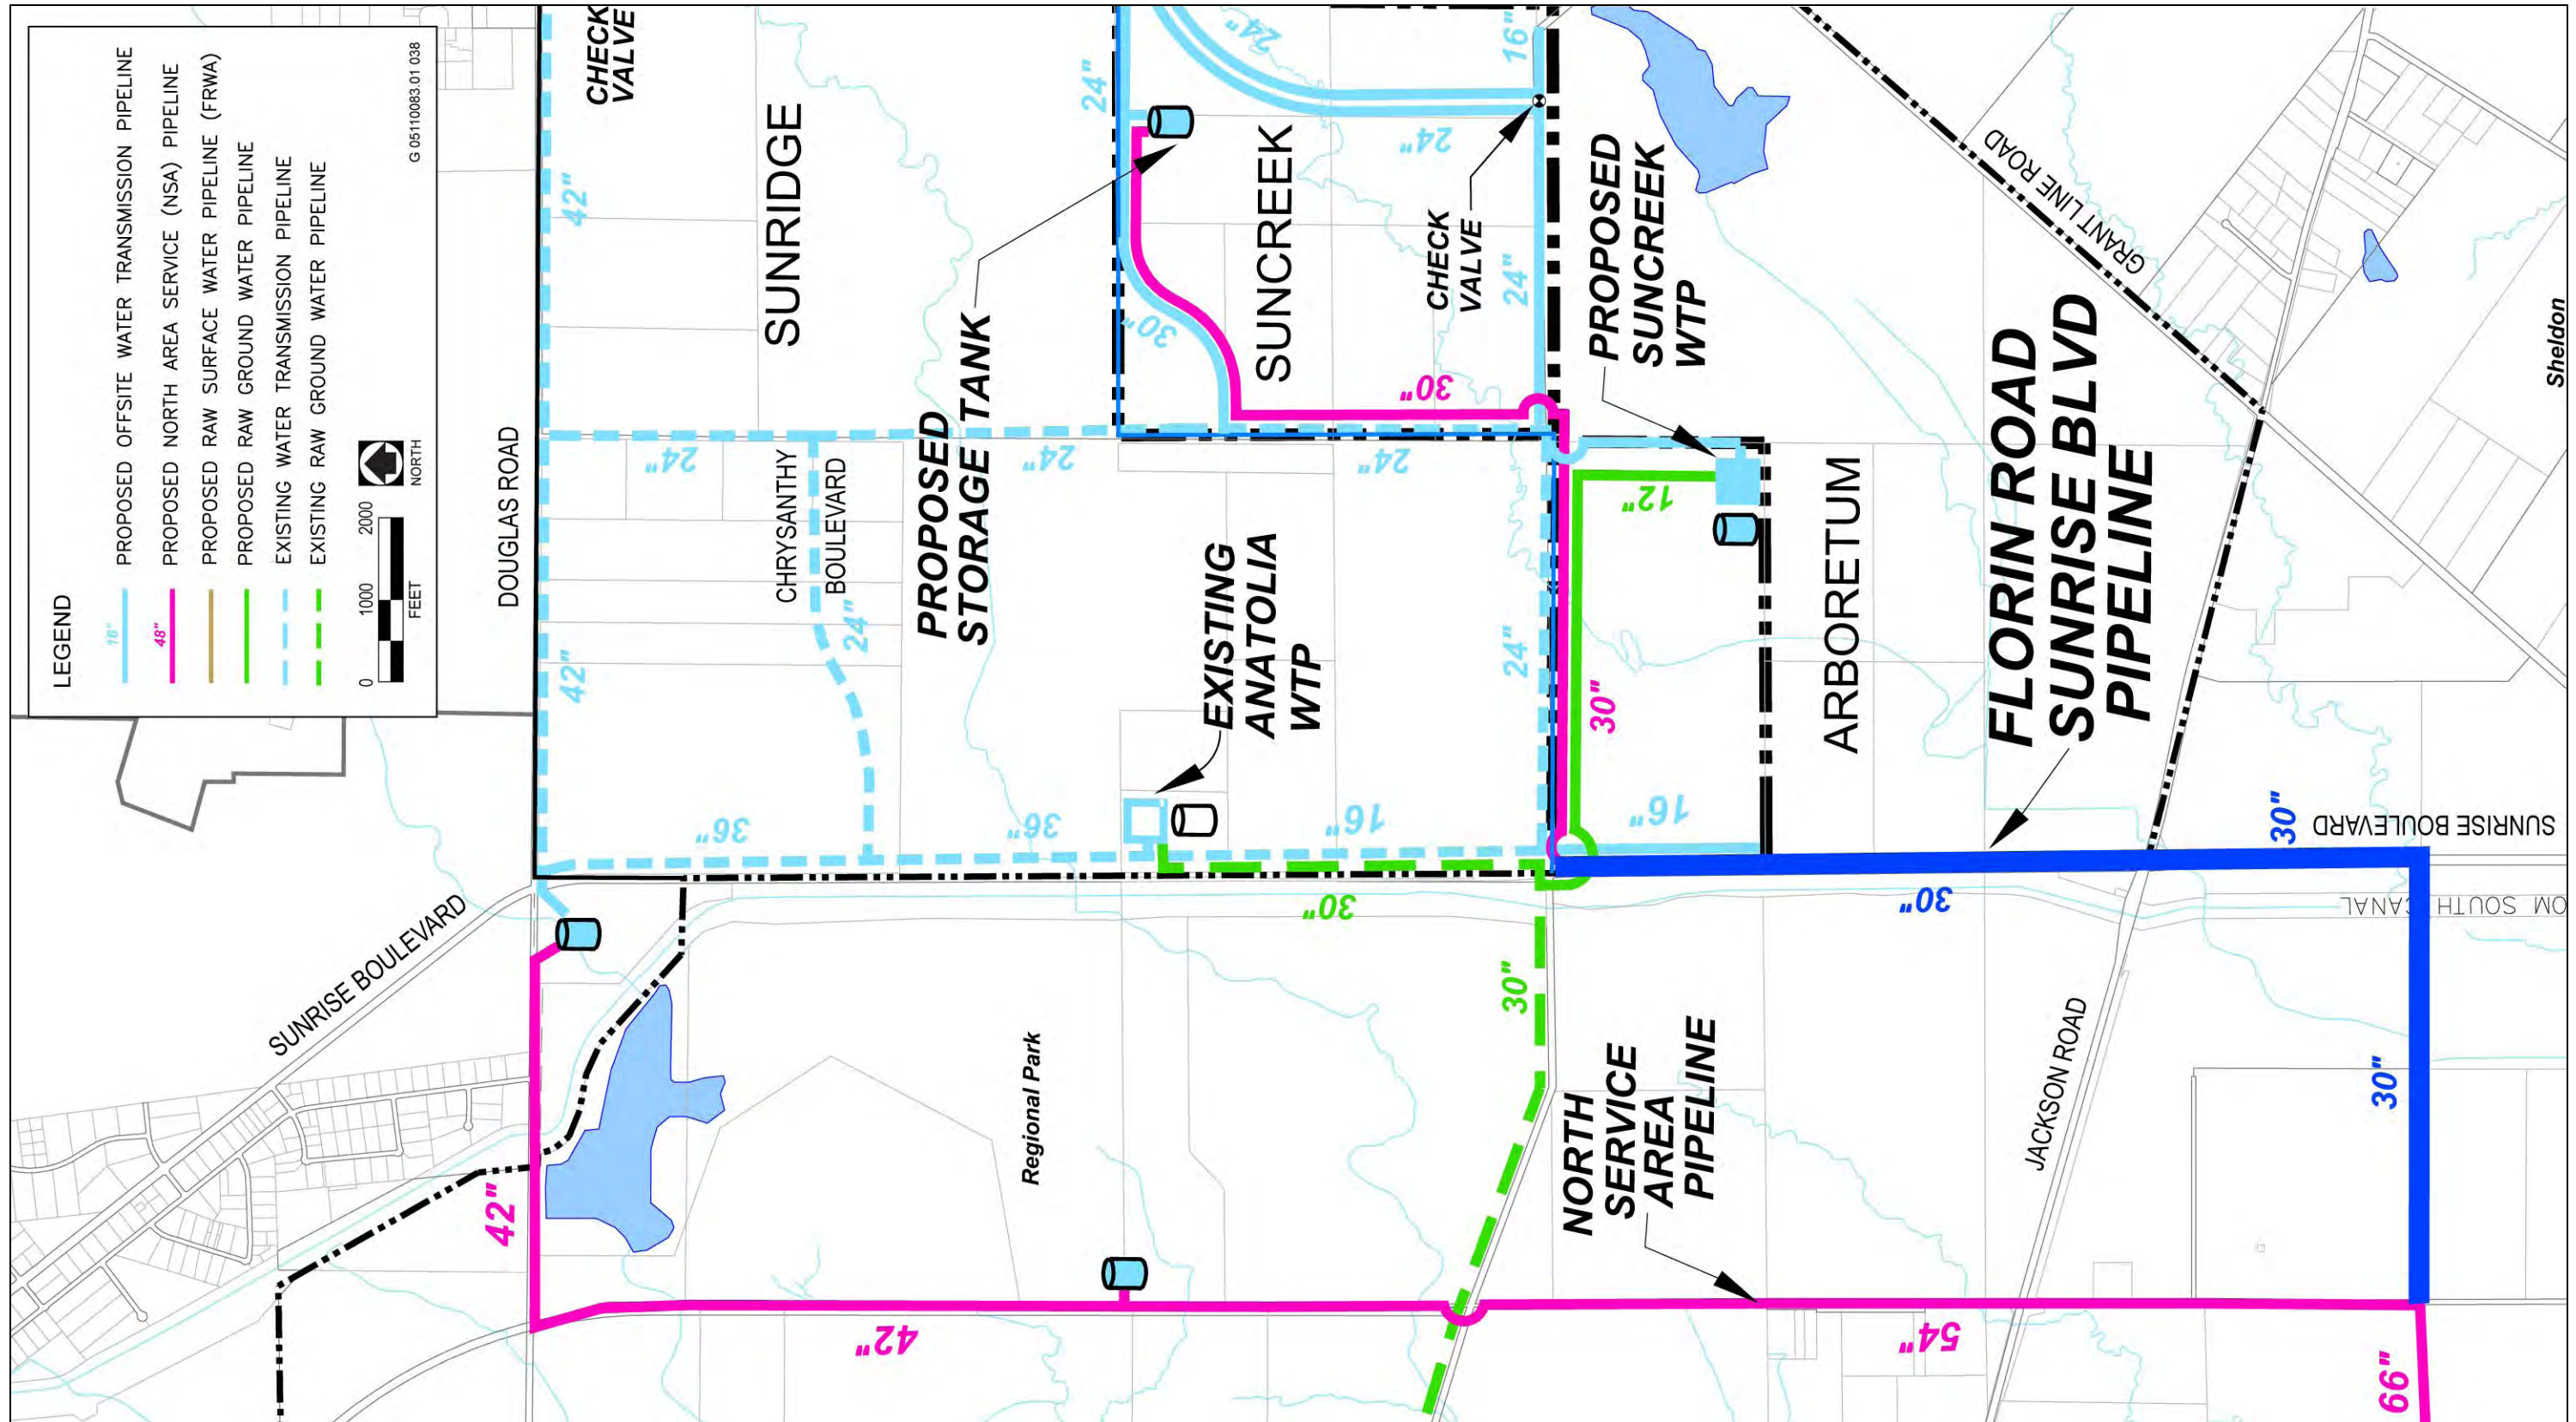 LEGEND
16"
PROPOSED OFFSITE WATER TRANSMISSION PIPELINE
48"
PROPOSED NORTH AREA SERVICE (NSA) PIPELINE
PROPOSED RAW SURFACE WATER PIPELINE (FRWA)
PROPOSED RAW GROUND WATER PIPELINE
EXISTING WATER TRANSMISSION PIPELINE
EXISTING RAW GROUND WATER PIPELINE
0 1000 2000
FEET
NORTH
G 05110083.01 038
SUNRISE BOULEVARD
DOUGLAS ROAD
42"
42"
42"
CHECK
VALVE
SUNRIDGE
CHRYSANTHY
BOULEVARD
24"
24"
24"
24"
36"
36"
PROPOSED
STORAGE TANK
24"
24"
24"
30"
SUNCREEK
30"
CHECK
VALVE
24"
16"
EXISTING
ANATOLIA
WTP
16"
30"
Regional Park
42"
30"
24"
30"
PROPOSED
SUNCREEK
WTP
12"
16"
NORTH
SERVICE
AREA
PIPELINE
ARBORETUM
GRANT LINE ROAD
FLORIN ROAD
SUNRISE BLVD
PIPELINE
30"
54"
JACKSON ROAD
30"
30"
66"
SUNRISE BOULEVARD
OM SOUTH CANAL
Sheldon